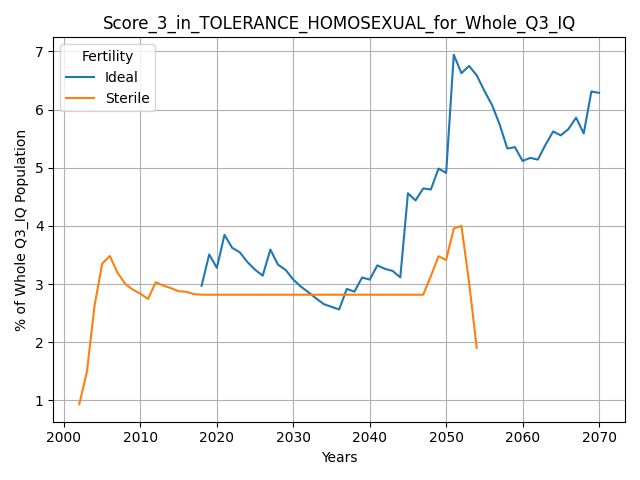 Score_3_in_TOLERANCE_HOMOSEXUAL_for_Whole_Q3_IQ
Fertility
Ideal
Sterile
% of Whole Q3_IQ Population
7
6
5
4
3
2
1
2000 2010 2020 2030 2040 2050 2060 2070
Years